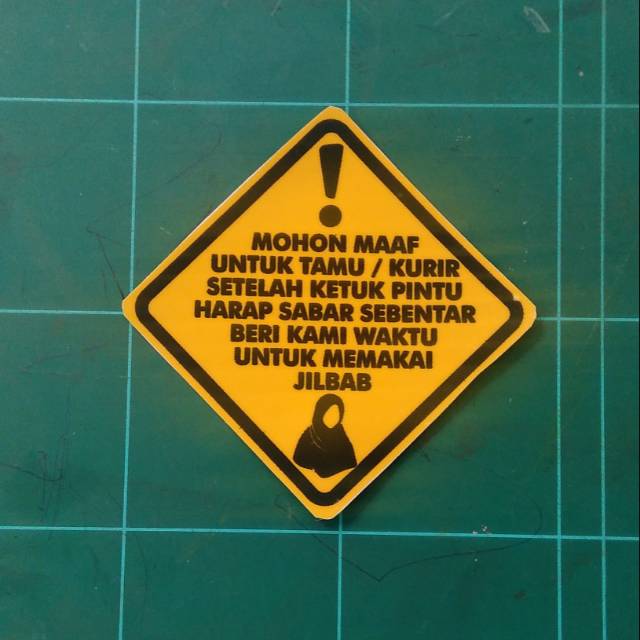 !
MOHON MAAF
UNTUK TAMU / KURIR
SETELAH KETUK PINTU
HARAP SABAR SEBENTAR
BERI KAMI WAKTU
UNTUK MEMAKAI
JILBAB